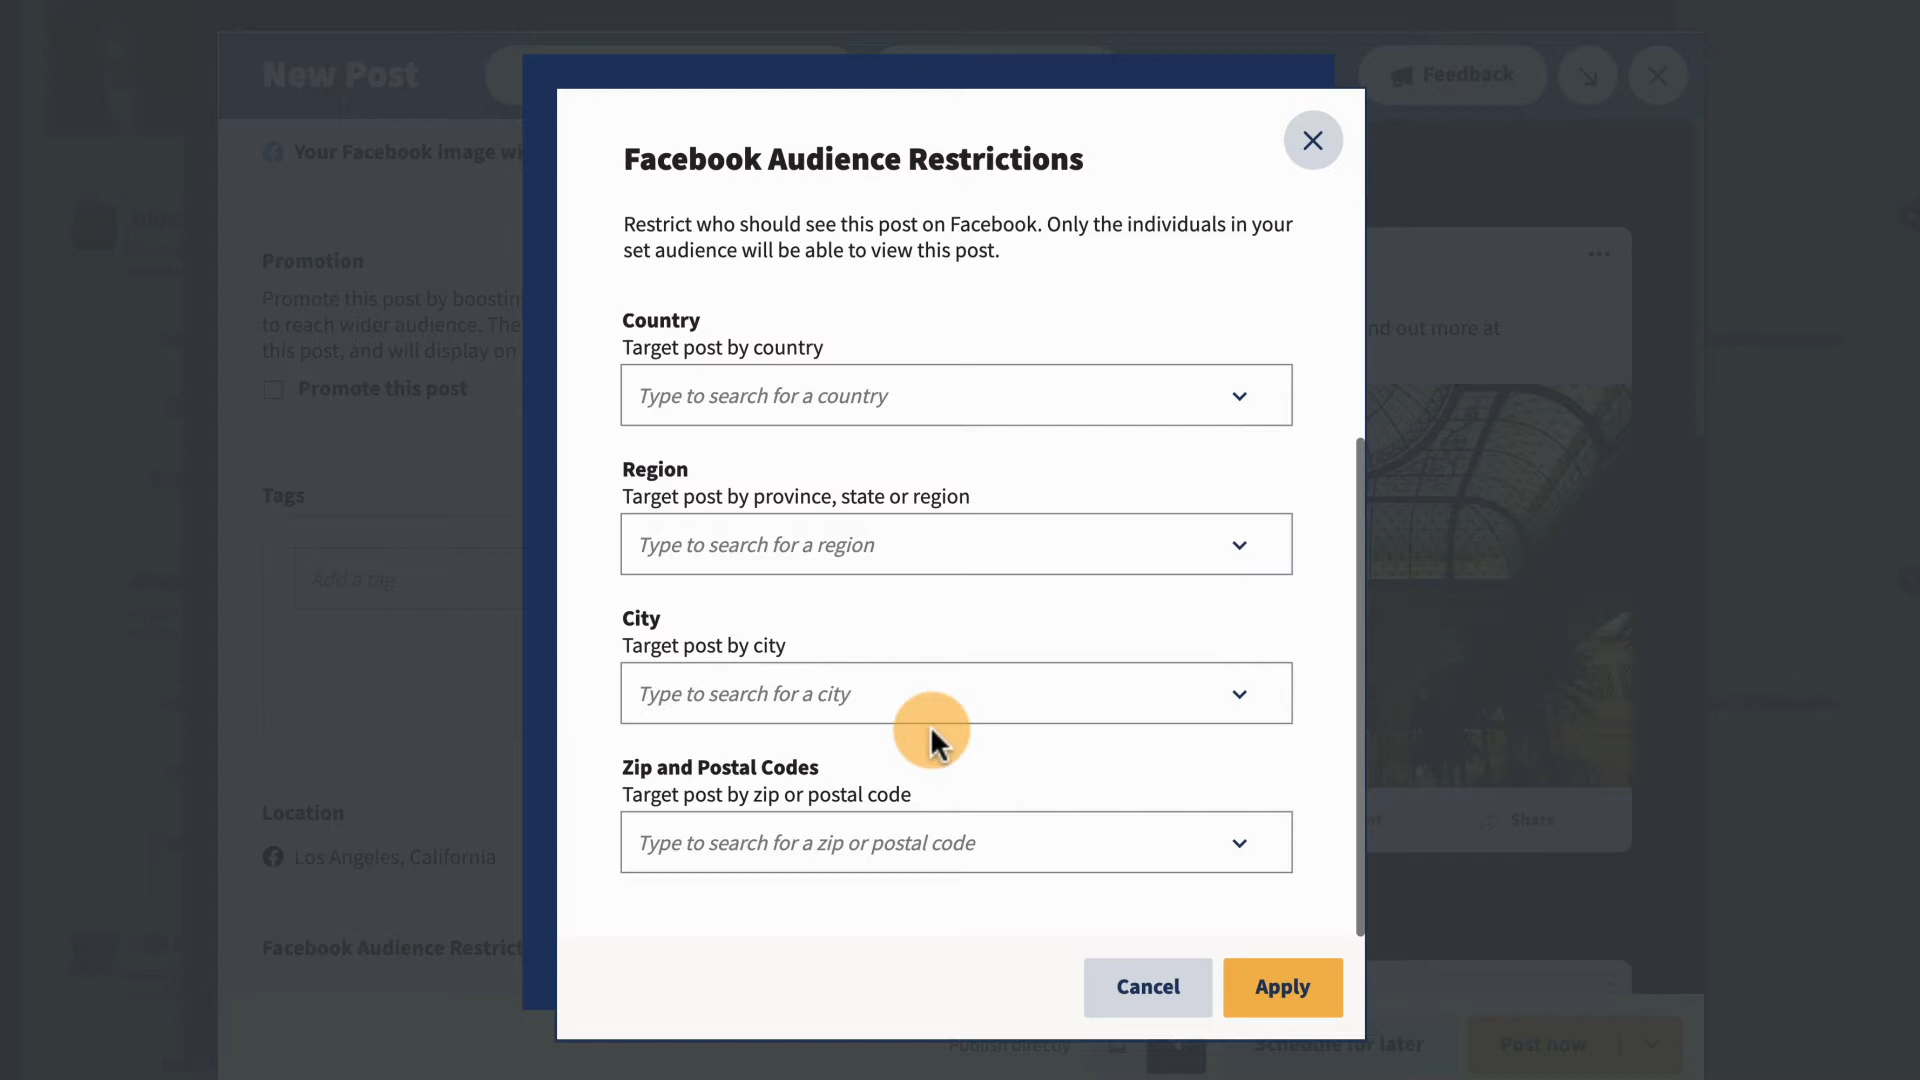 New Post
Feedback
Your Facebook image wi
Facebook Audience Restrictions
Restrict who should see this post on Facebook. Only the individuals in your
set audience will be able to view this post.
Promotion
Promote this post by boostin
to reach wider audience. The
this post, and will display on
Promote this post
Country
Target post by country
Type to search for a country
nd out more at
Region
Target post by province, state or region
Type to search for a region
Tags
Add a tag
City
Target post by city
Type to search for a city
Zip and Postal Codes
Target post by zip or postal code
Type to search for a zip or postal code
Location
Los Angeles, California
nt
Share
Facebook Audience Restrict
Cancel
Apply
Publish directly
Schedule for later
Post now